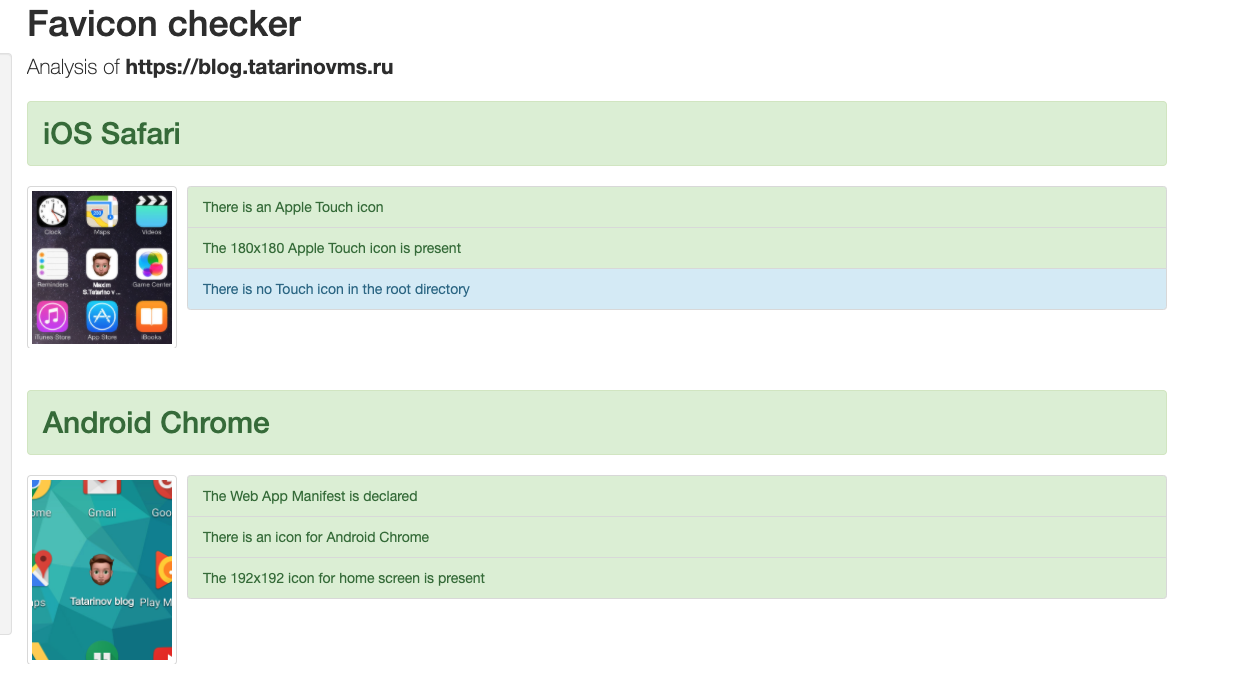 Favicon checker
Analysis of https://blog.tatarinovms.ru
iOS Safari
Clock Maps Videos
Reminders Maxim Game Center
S.Tatarinov ...
iTunes Store App Store iBooks
There is an Apple Touch icon
The 180x180 Apple Touch icon is present
There is no Touch icon in the root directory
Android Chrome
ome Gmail Goo
aps Tatarinov blog Play M
The Web App Manifest is declared
There is an icon for Android Chrome
The 192x192 icon for home screen is present